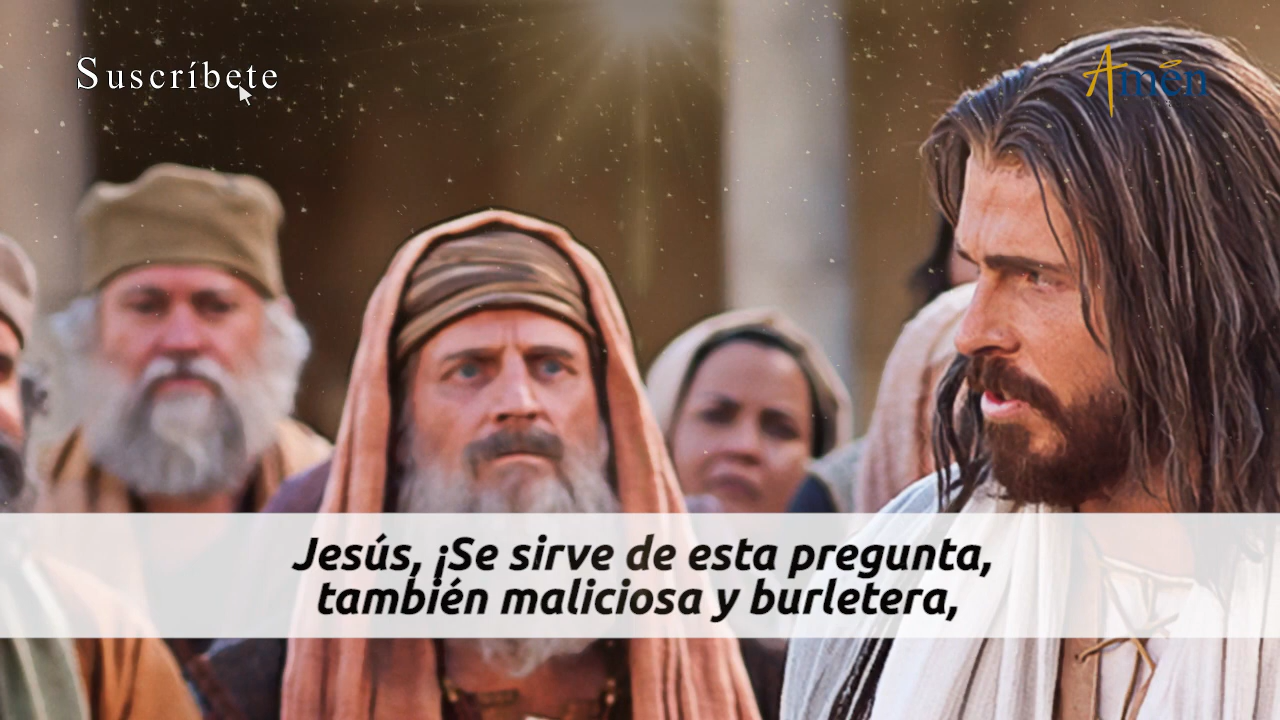 Suscríbete
Amén
Jesús, ¡Se sirve de esta pregunta,
también maliciosa y burletera,